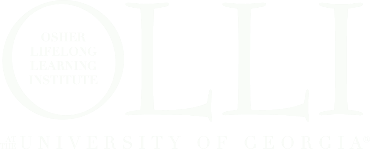 OLLI
OSHER
LIFELONG
LEARNING
INSTITUTE
UNIVERSITY OF GEORGIA